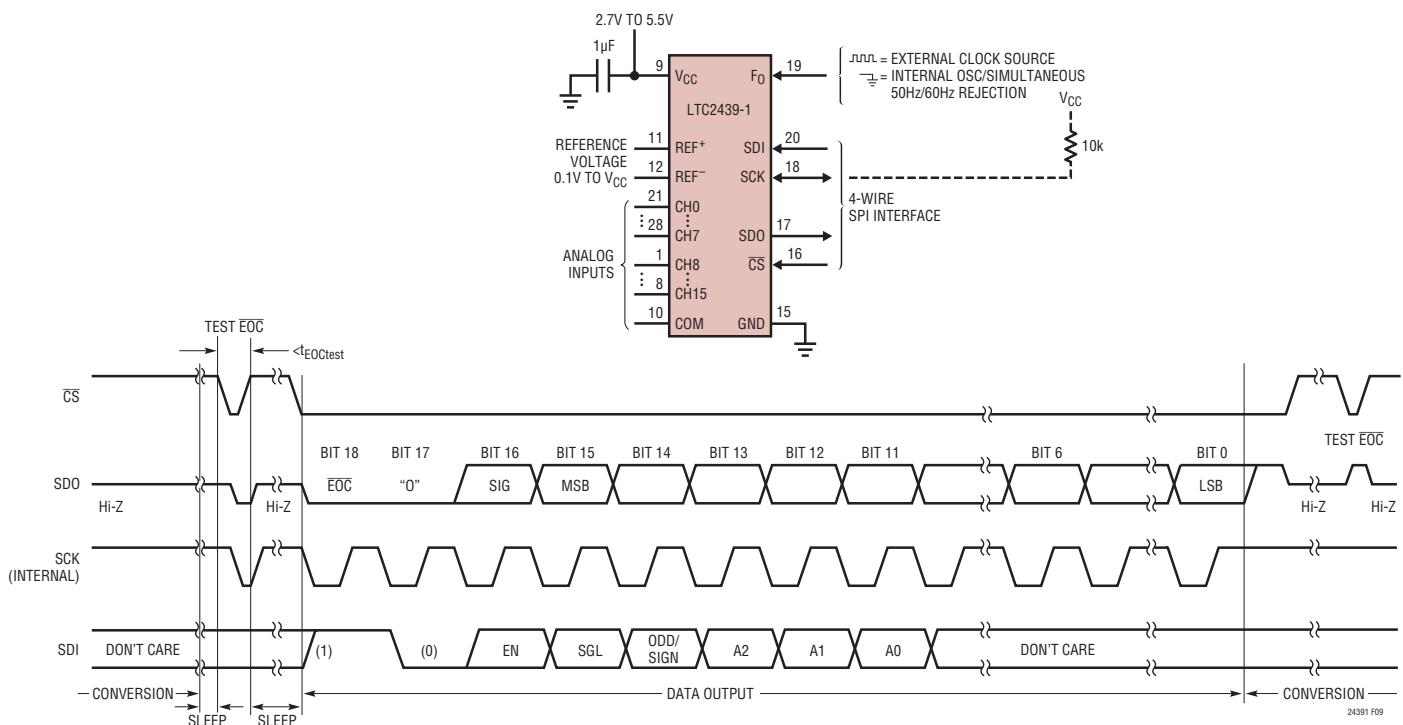 2.7V TO 5.5V
1µF
9
VCC
LTC2439-1
FO
19
= EXTERNAL CLOCK SOURCE
= INTERNAL OSC/SIMULTANEOUS
50Hz/60Hz REJECTION
VCC
10k
REFERENCE
VOLTAGE
0.1V TO VCC
11
REF+
12
REF–
SDI
20
SCK
18
4-WIRE
SPI INTERFACE
SDO
17
CS
16
ANALOG
INPUTS
21
CH0
28
CH7
1
CH8
8
CH15
10
COM
GND
15
TEST EOC
<tEOCtest
CS
BIT 18 BIT 17 BIT 16 BIT 15 BIT 14 BIT 13 BIT 12 BIT 11 BIT 6 BIT 0 TEST EOC
SDO EOC “0” SIG MSB LSB
Hi-Z Hi-Z Hi-Z Hi-Z
SCK
(INTERNAL)
SDI DON'T CARE (1) (0) EN SGL ODD/
SIGN A2 A1 A0 DON'T CARE
CONVERSION DATA OUTPUT CONVERSION
SLEEP SLEEP
24391 F09